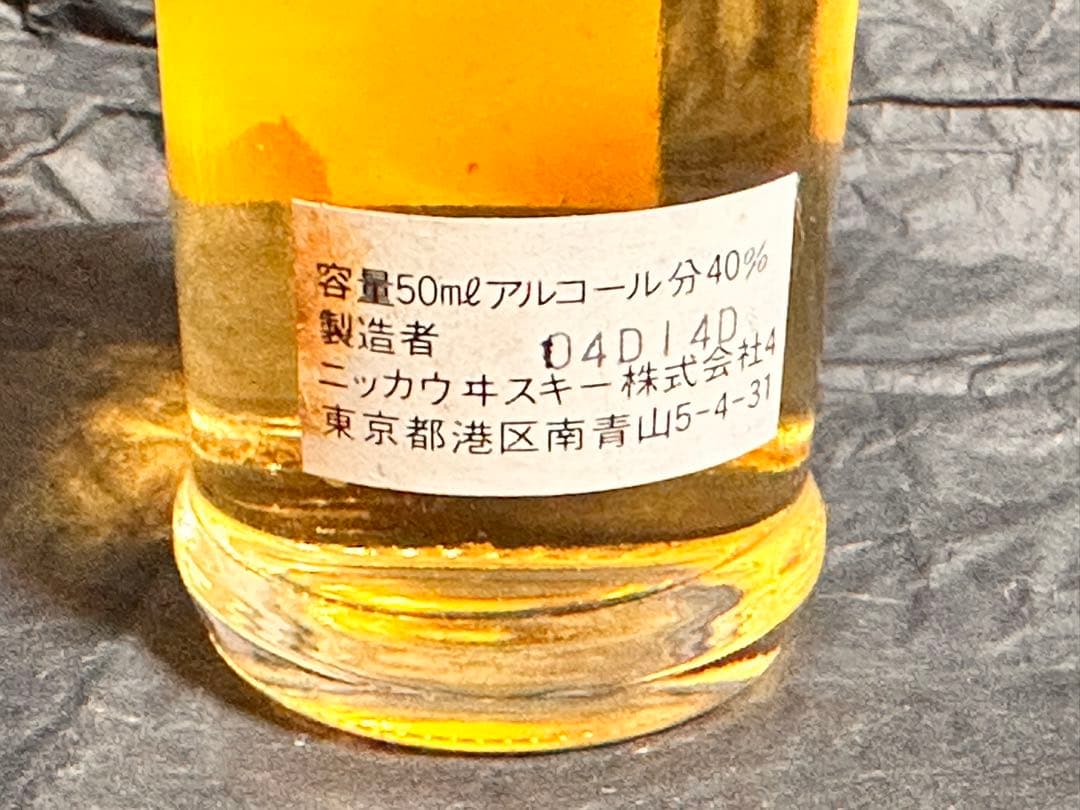 容量50mlアルコール分40%
製造者 04D14D
ニッカウヰスキー株式会社4
東京都港区南青山5-4-31